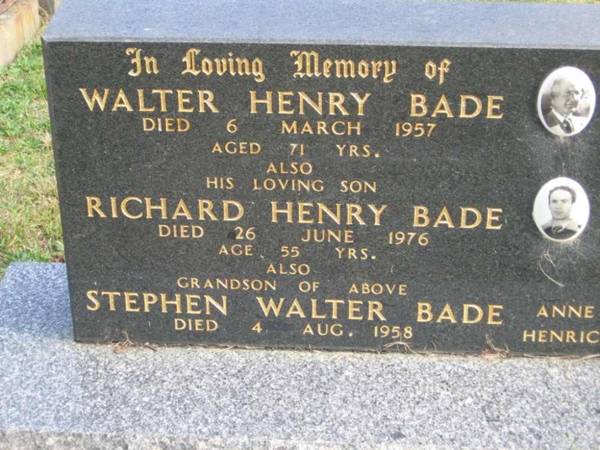 In Loving Memory of
WALTER HENRY BADE
DIED 6 MARCH 1957
AGED 71 YRS.
ALSO
HIS LOVING SON
RICHARD HENRY BADE
DIED 26 JUNE 1976
AGE 55 YRS.
ALSO
GRANDSON OF ABOVE
STEPHEN WALTER BADE
DIED 4 AUG. 1958
ANNE
HENRIC